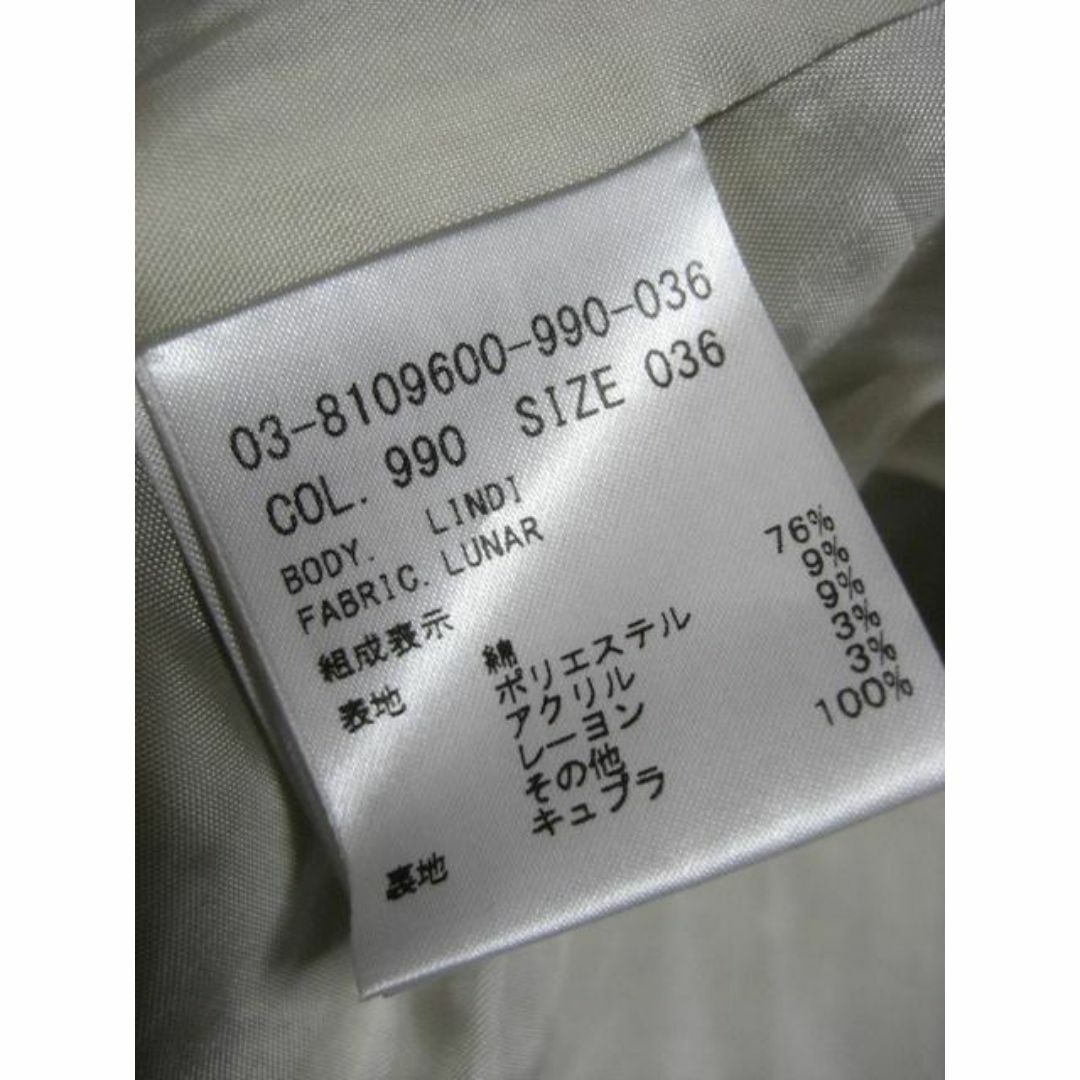 03-8109600-990-036
COL. 990 SIZE 036
BODY. LINDI
FABRIC. LUNAR
組成表示
表地 綿 76%
ポリエステル 9%
アクリル 9%
レーヨン 3%
その他 3%
裏地 キュプラ 100%